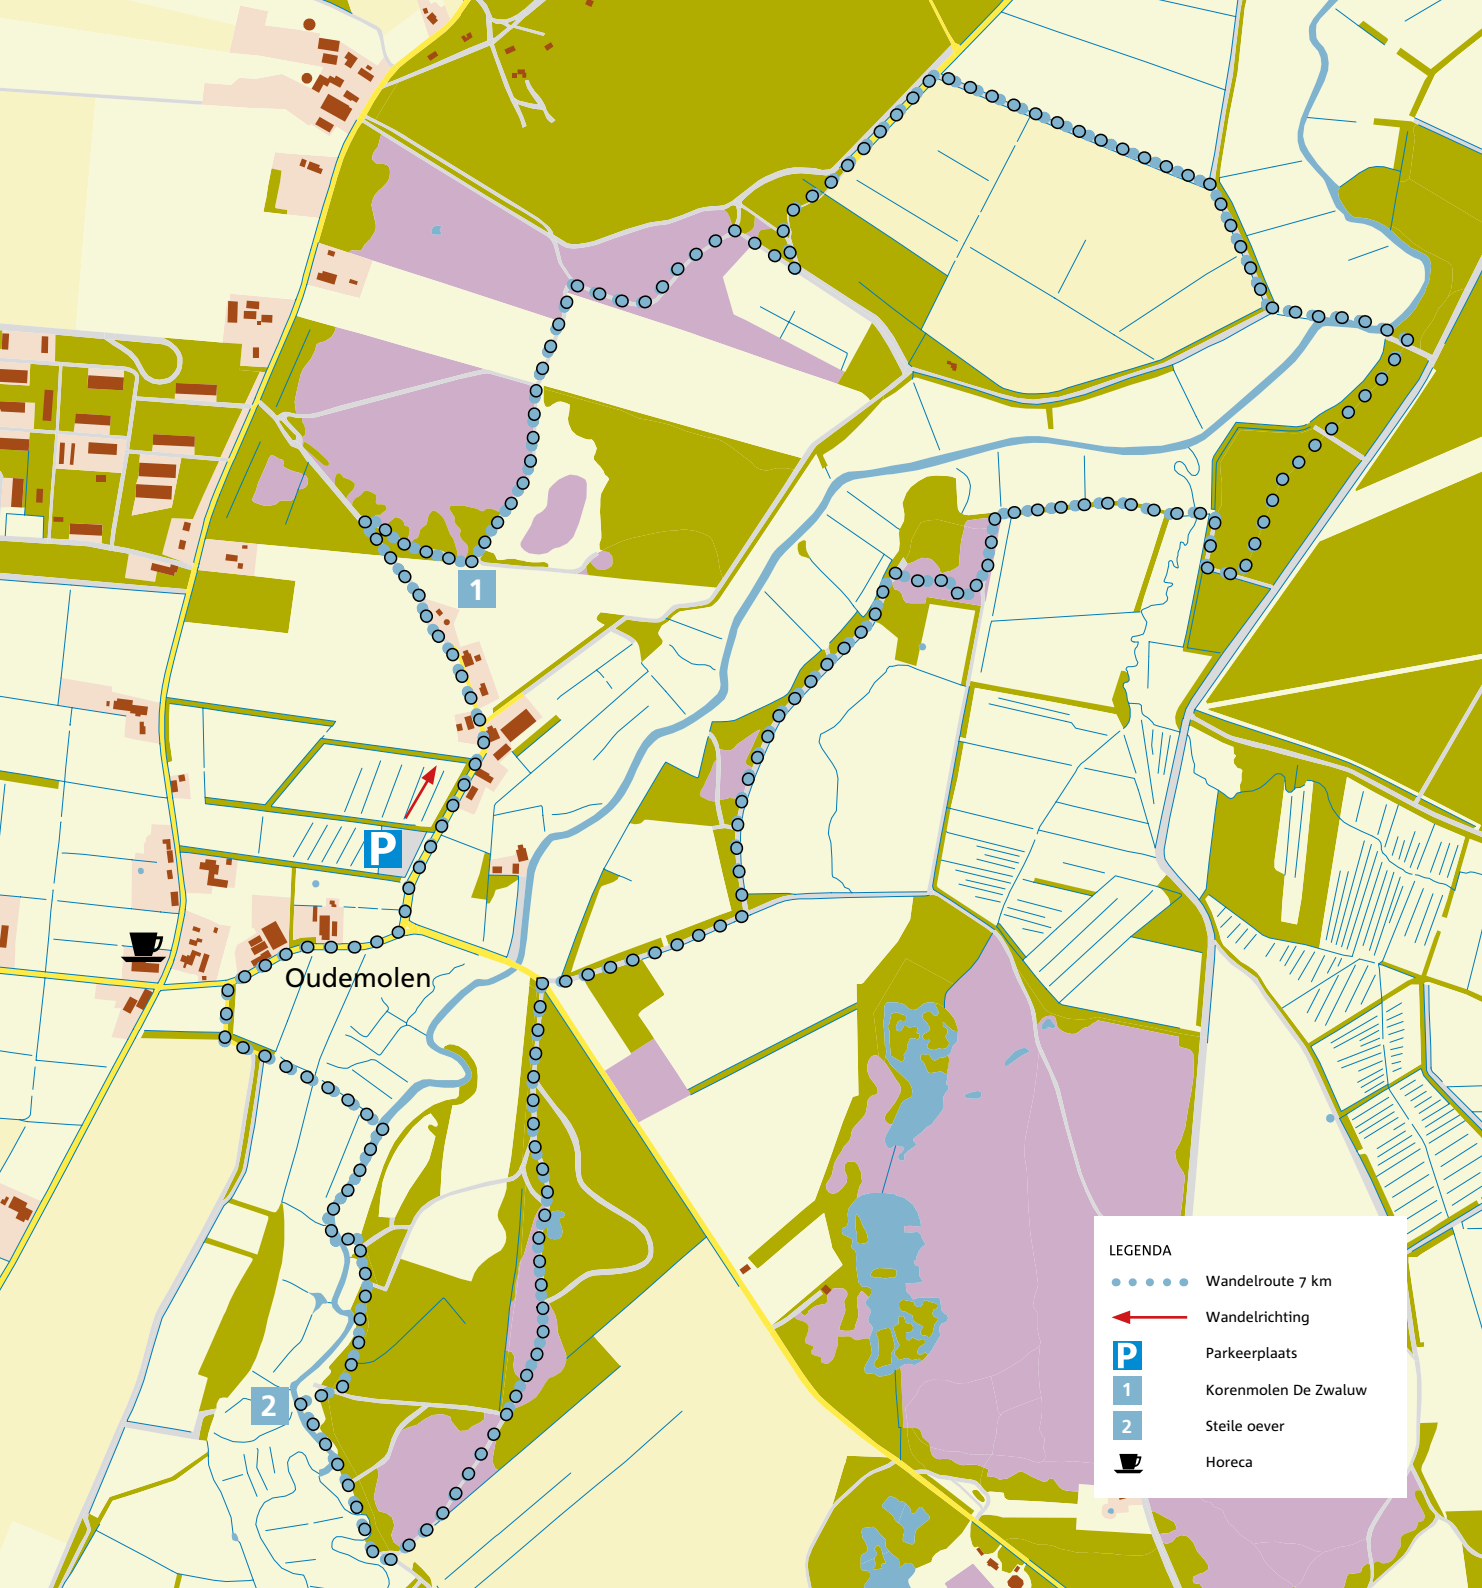 1
P
Oudemolen
2
LEGENDA
Wandelroute 7 km
Wandelrichting
P Parkeerplaats
1 Korenmolen De Zwaluw
2 Steile oever
Horeca